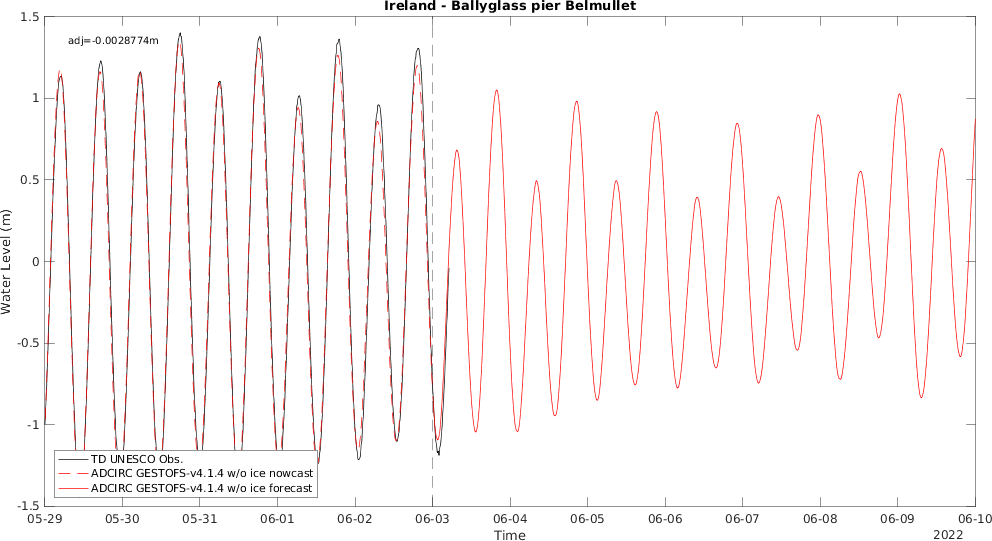 Ireland - Ballyglass pier Belmullet
adj=-0.0028774m
1.5
1
0.5
0
-0.5
-1
-1.5
Water Level (m)
TD UNESCO Obs.
ADCIRC GESTOFS-v4.1.4 w/o ice nowcast
ADCIRC GESTOFS-v4.1.4 w/o ice forecast
05-29 05-30 05-31 06-01 06-02 06-03 06-04 06-05 06-06 06-07 06-08 06-09 06-10
Time
2022